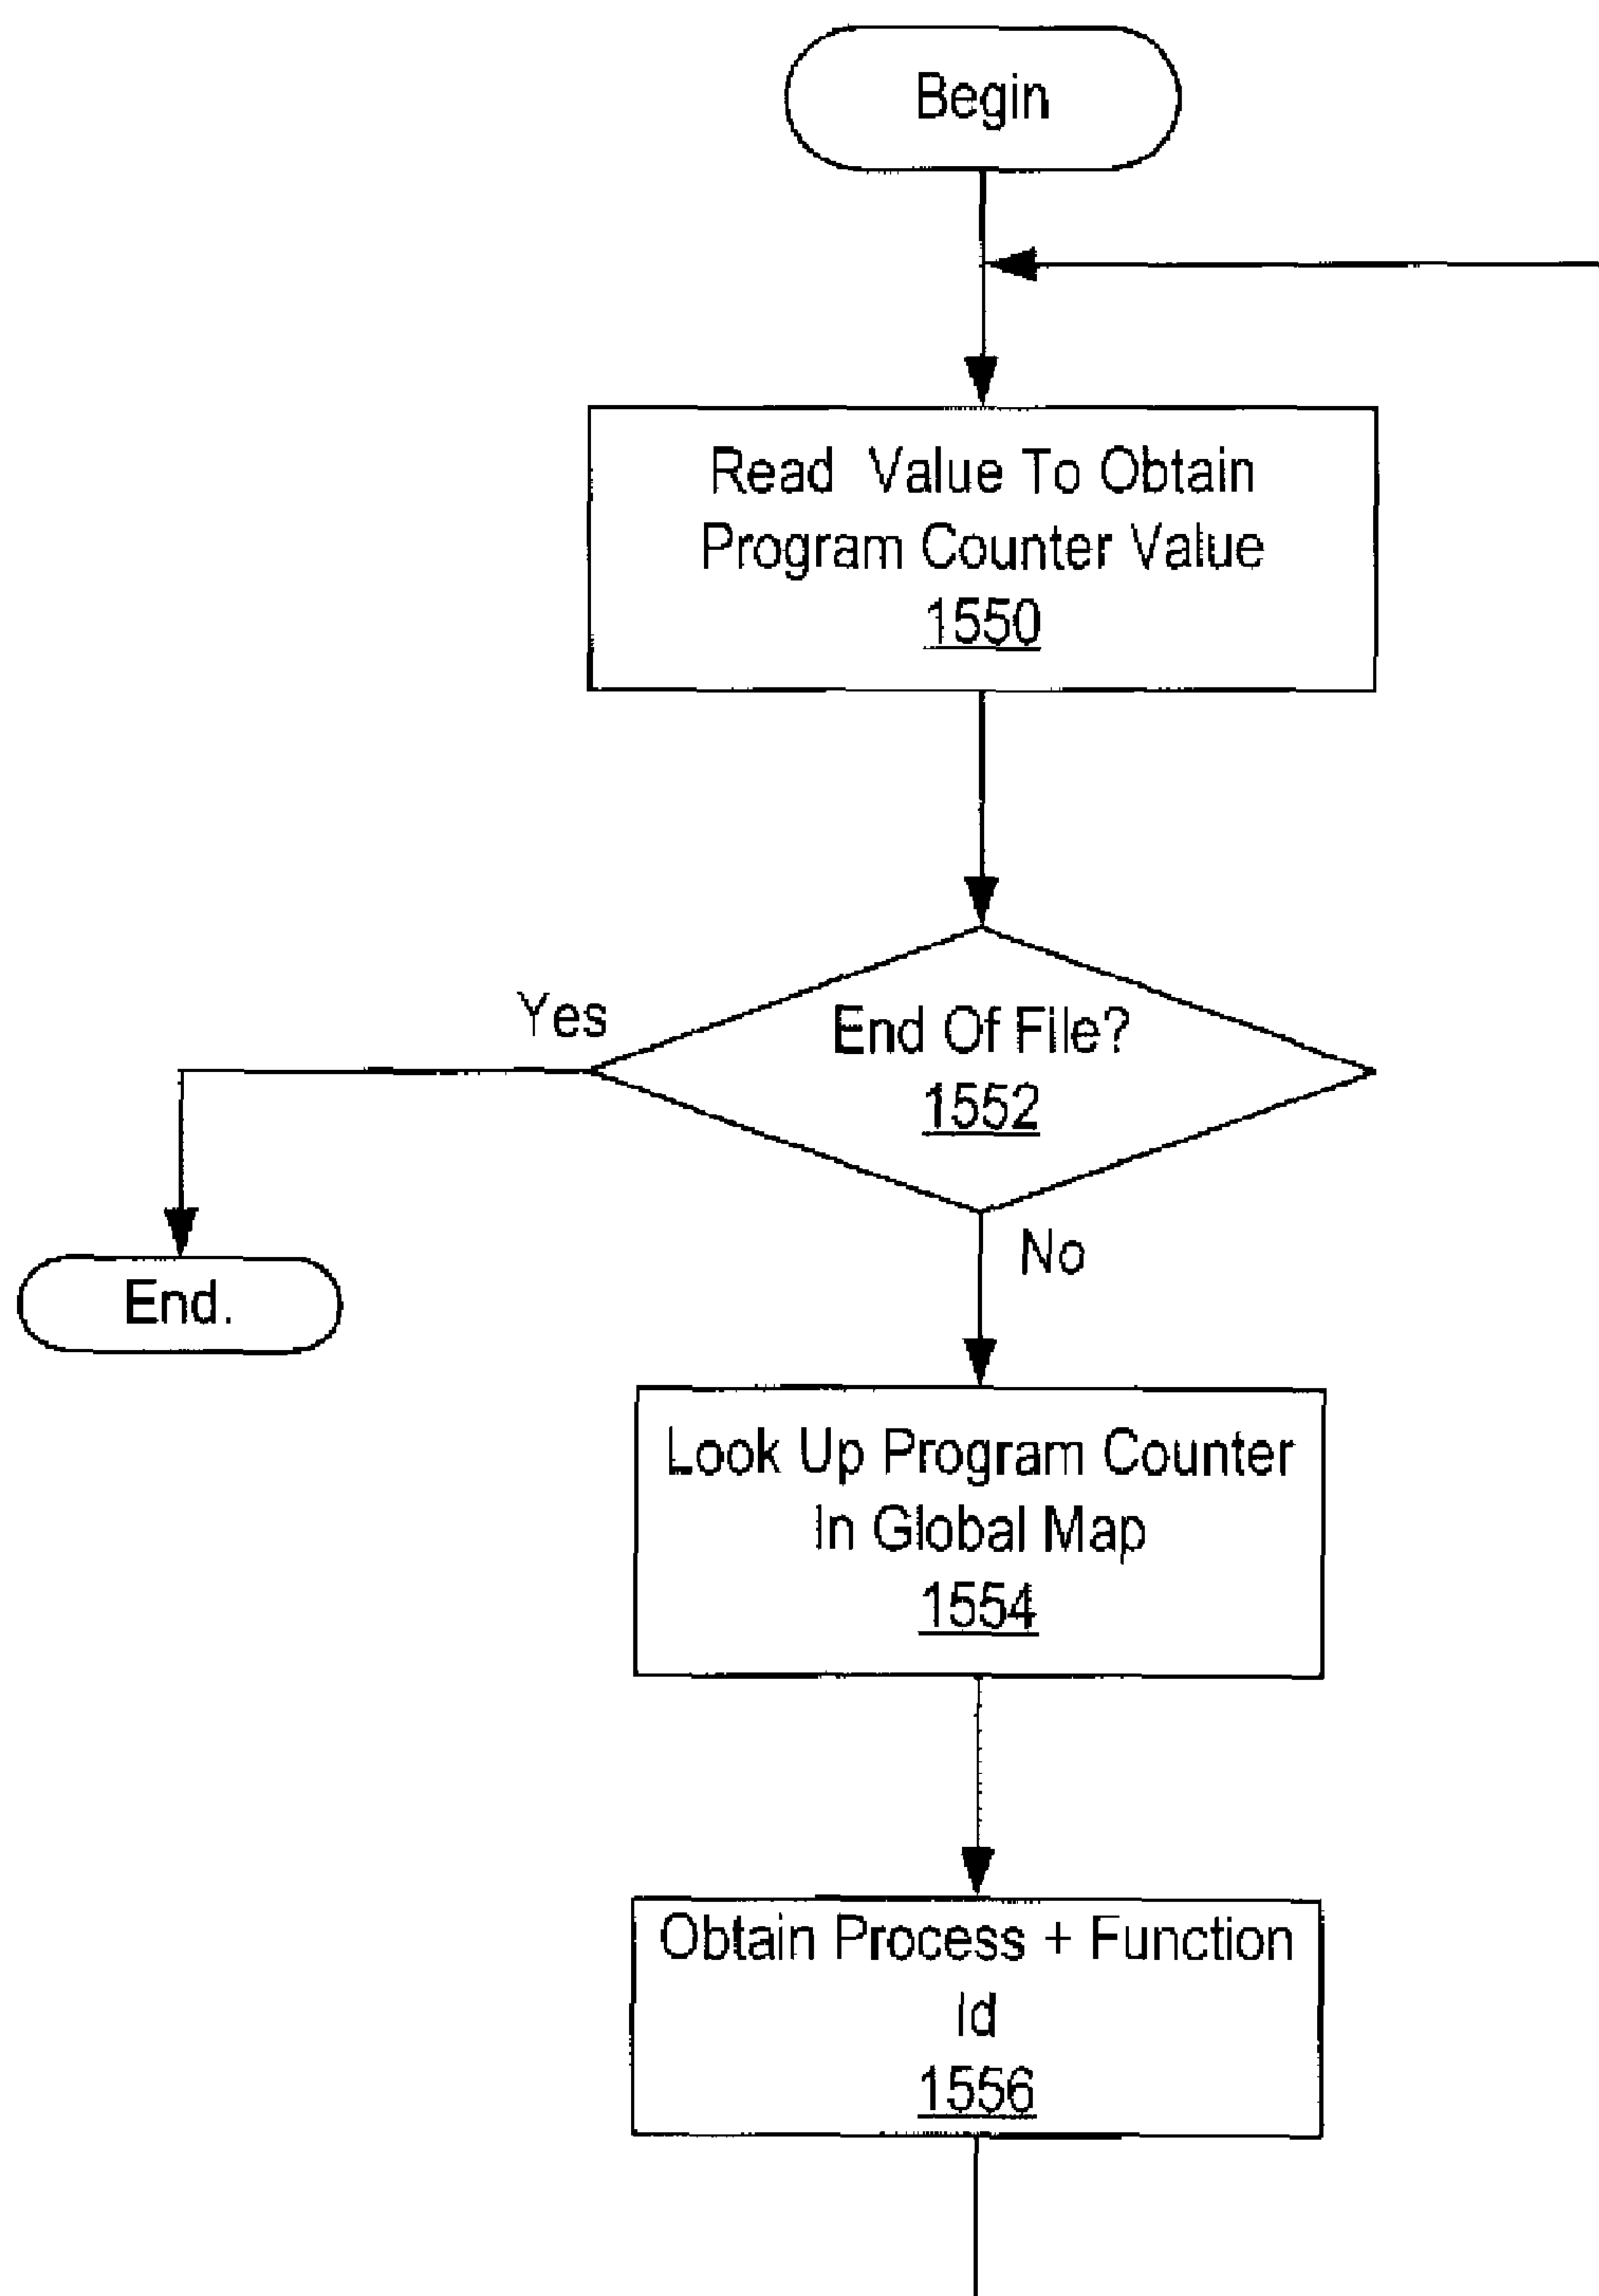 Begin
Read Value To Obtain
Program Counter Value
1550
End Of File?
1552
Yes
No
End.
Look Up Program Counter
In Global Map
1554
Obtain Process + Function
Id
1556